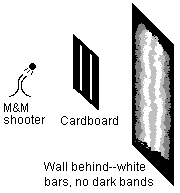 M&M
shooter
Cardboard
Wall behind--white
bars, no dark bands